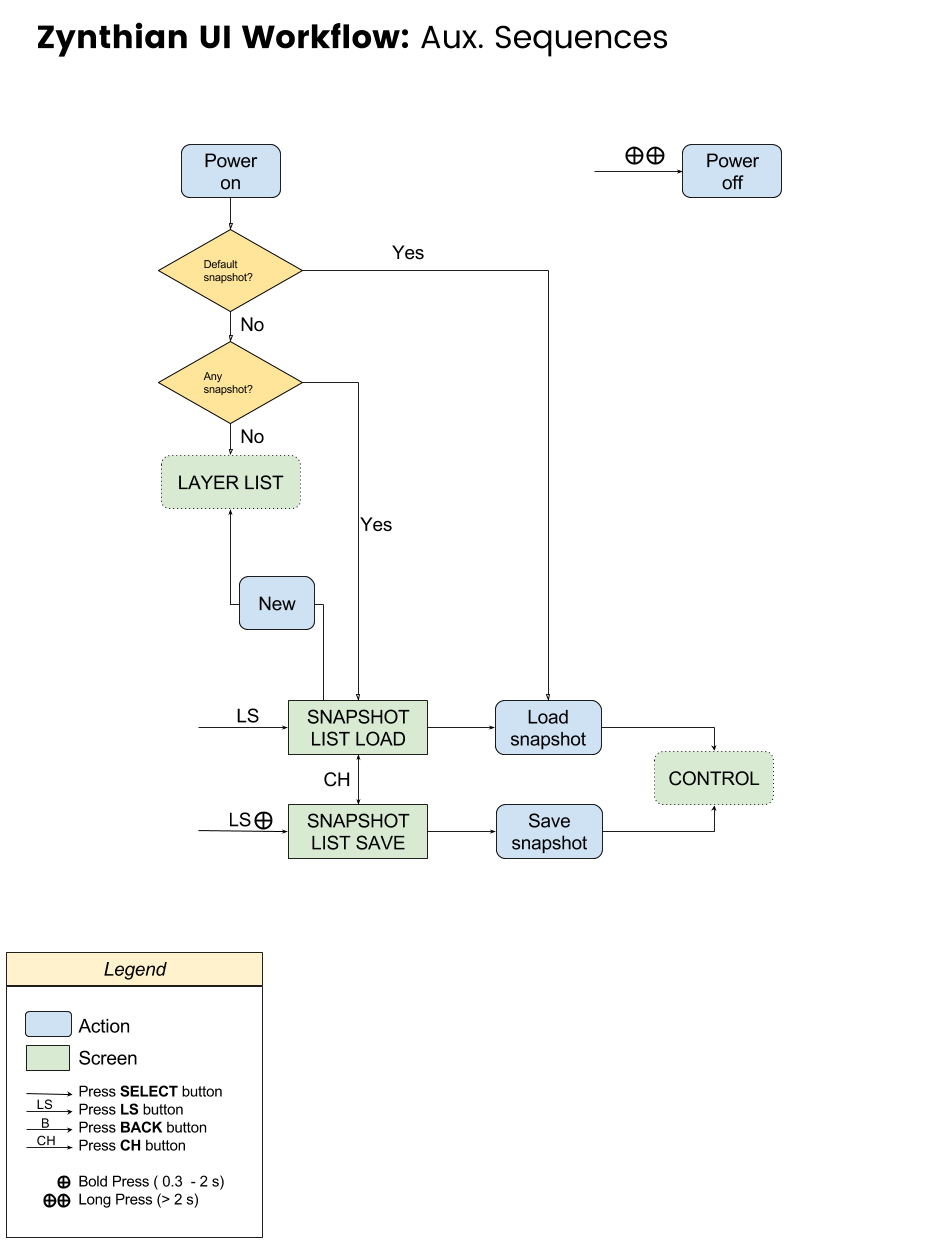 Zynthian UI Workflow: Aux. Sequences
Power
on
⊕⊕
Power
off
Default
snapshot?
Yes
No
Any
snapshot?
No
LAYER LIST
Yes
New
LS
SNAPSHOT
LIST LOAD
Load
snapshot
CONTROL
CH
LS⊕
SNAPSHOT
LIST SAVE
Save
snapshot
Legend
Action
Screen
Press SELECT button
LS Press LS button
B Press BACK button
CH Press CH button
⊕ Bold Press ( 0.3 - 2 s)
⊕⊕ Long Press (> 2 s)